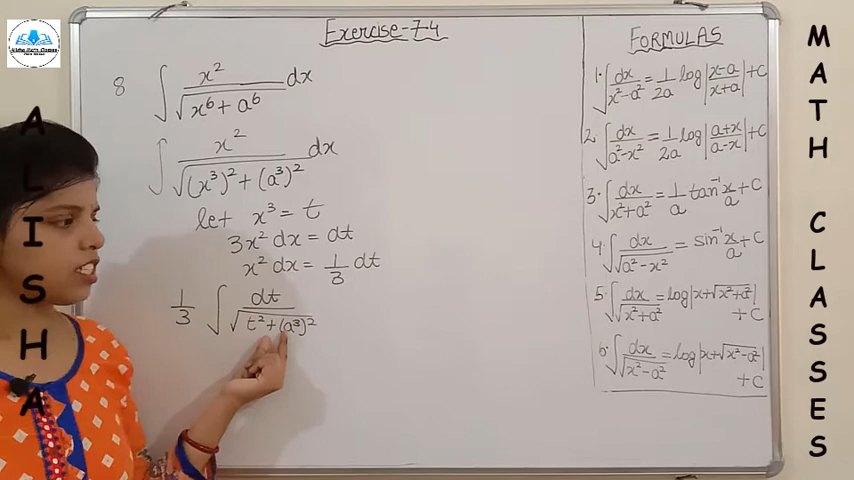 Exercise-7.4
8 ∫ x²/√(x⁶ + a⁶) dx
∫ x²/√((x³)² + (a³)²) dx
let x³ = t
3x² dx = dt
x² dx = 1/3 dt
1/3 ∫ dt/√(t² + (a³)²)
FORMULAS
1. ∫ dx/(x²-a²) = 1/2a log|x-a/x+a| + C
2. ∫ dx/(a²-x²) = 1/2a log|a+x/a-x| + C
3. ∫ dx/(x²+a²) = 1/a tan⁻¹ x/a + C
4. ∫ dx/√(a²-x²) = sin⁻¹ x/a + C
5. ∫ dx/√(x²+a²) = log|x+√(x²+a²)| + C
6. ∫ dx/√(x²-a²) = log|x+√(x²-a²)| + C
ALISHA
MATH CLASSES